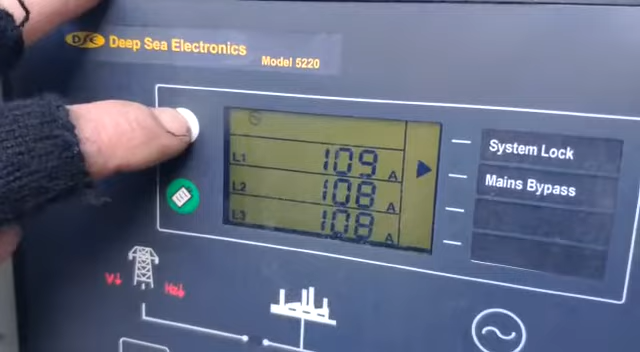 DSE Deep Sea Electronics
Model 5220
L1 109 A
L2 108 A
L3 108 A
System Lock
Mains Bypass
V↓ Hz↓